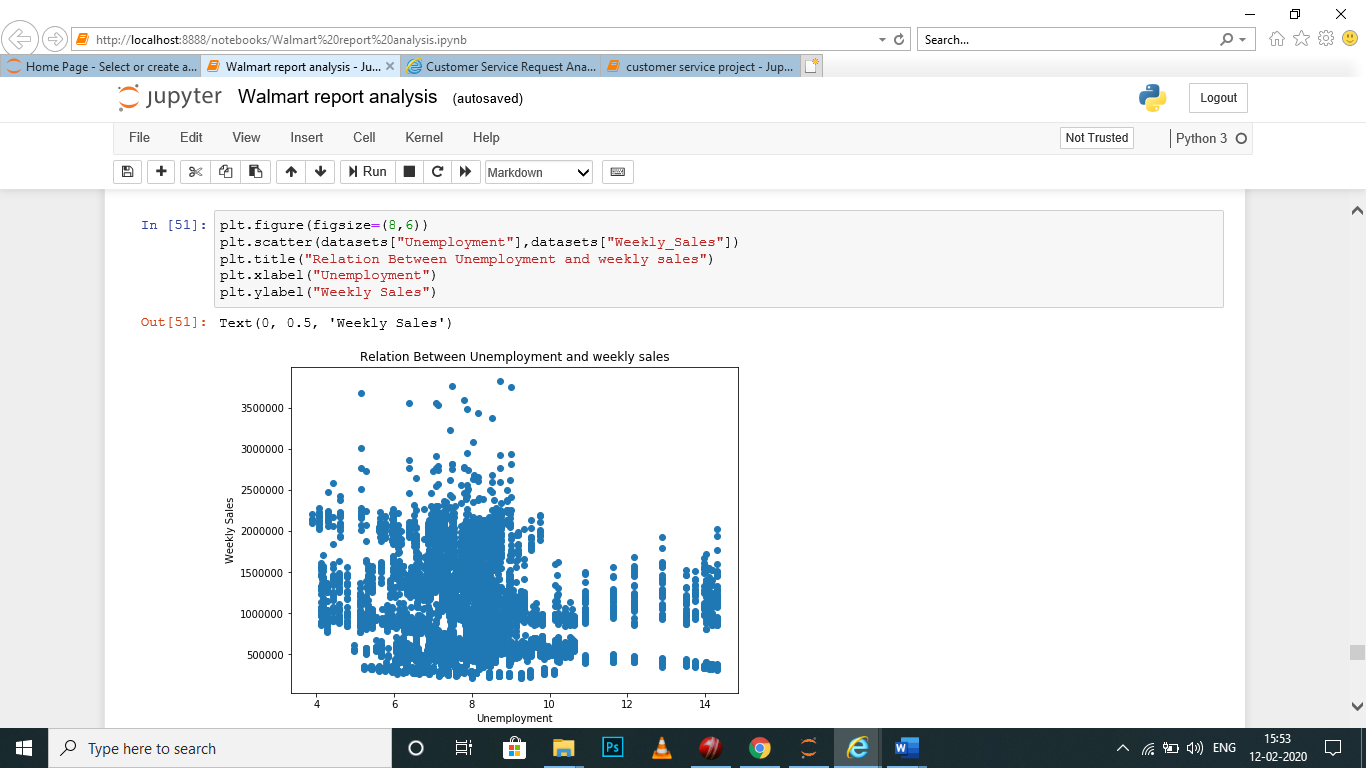 http://localhost:8888/notebooks/Walmart%20report%20analysis.ipynb
Search...
Home Page - Select or create a...
Walmart report analysis - Ju...
Customer Service Request Ana...
customer service project - Jup...
jupyter Walmart report analysis (autosaved)
Logout
File Edit View Insert Cell Kernel Help
Not Trusted
Python 3
Run
Markdown
In [51]:
plt.figure(figsize=(8,6))
plt.scatter(datasets["Unemployment"],datasets["Weekly_Sales"])
plt.title("Relation Between Unemployment and weekly sales")
plt.xlabel("Unemployment")
plt.ylabel("Weekly Sales")
Out[51]: Text(0, 0.5, 'Weekly Sales')
Relation Between Unemployment and weekly sales
3500000
3000000
2500000
2000000
1500000
1000000
500000
Weekly Sales
4 6 8 10 12 14
Unemployment
Type here to search
Ps
W
ENG
15:53
12-02-2020